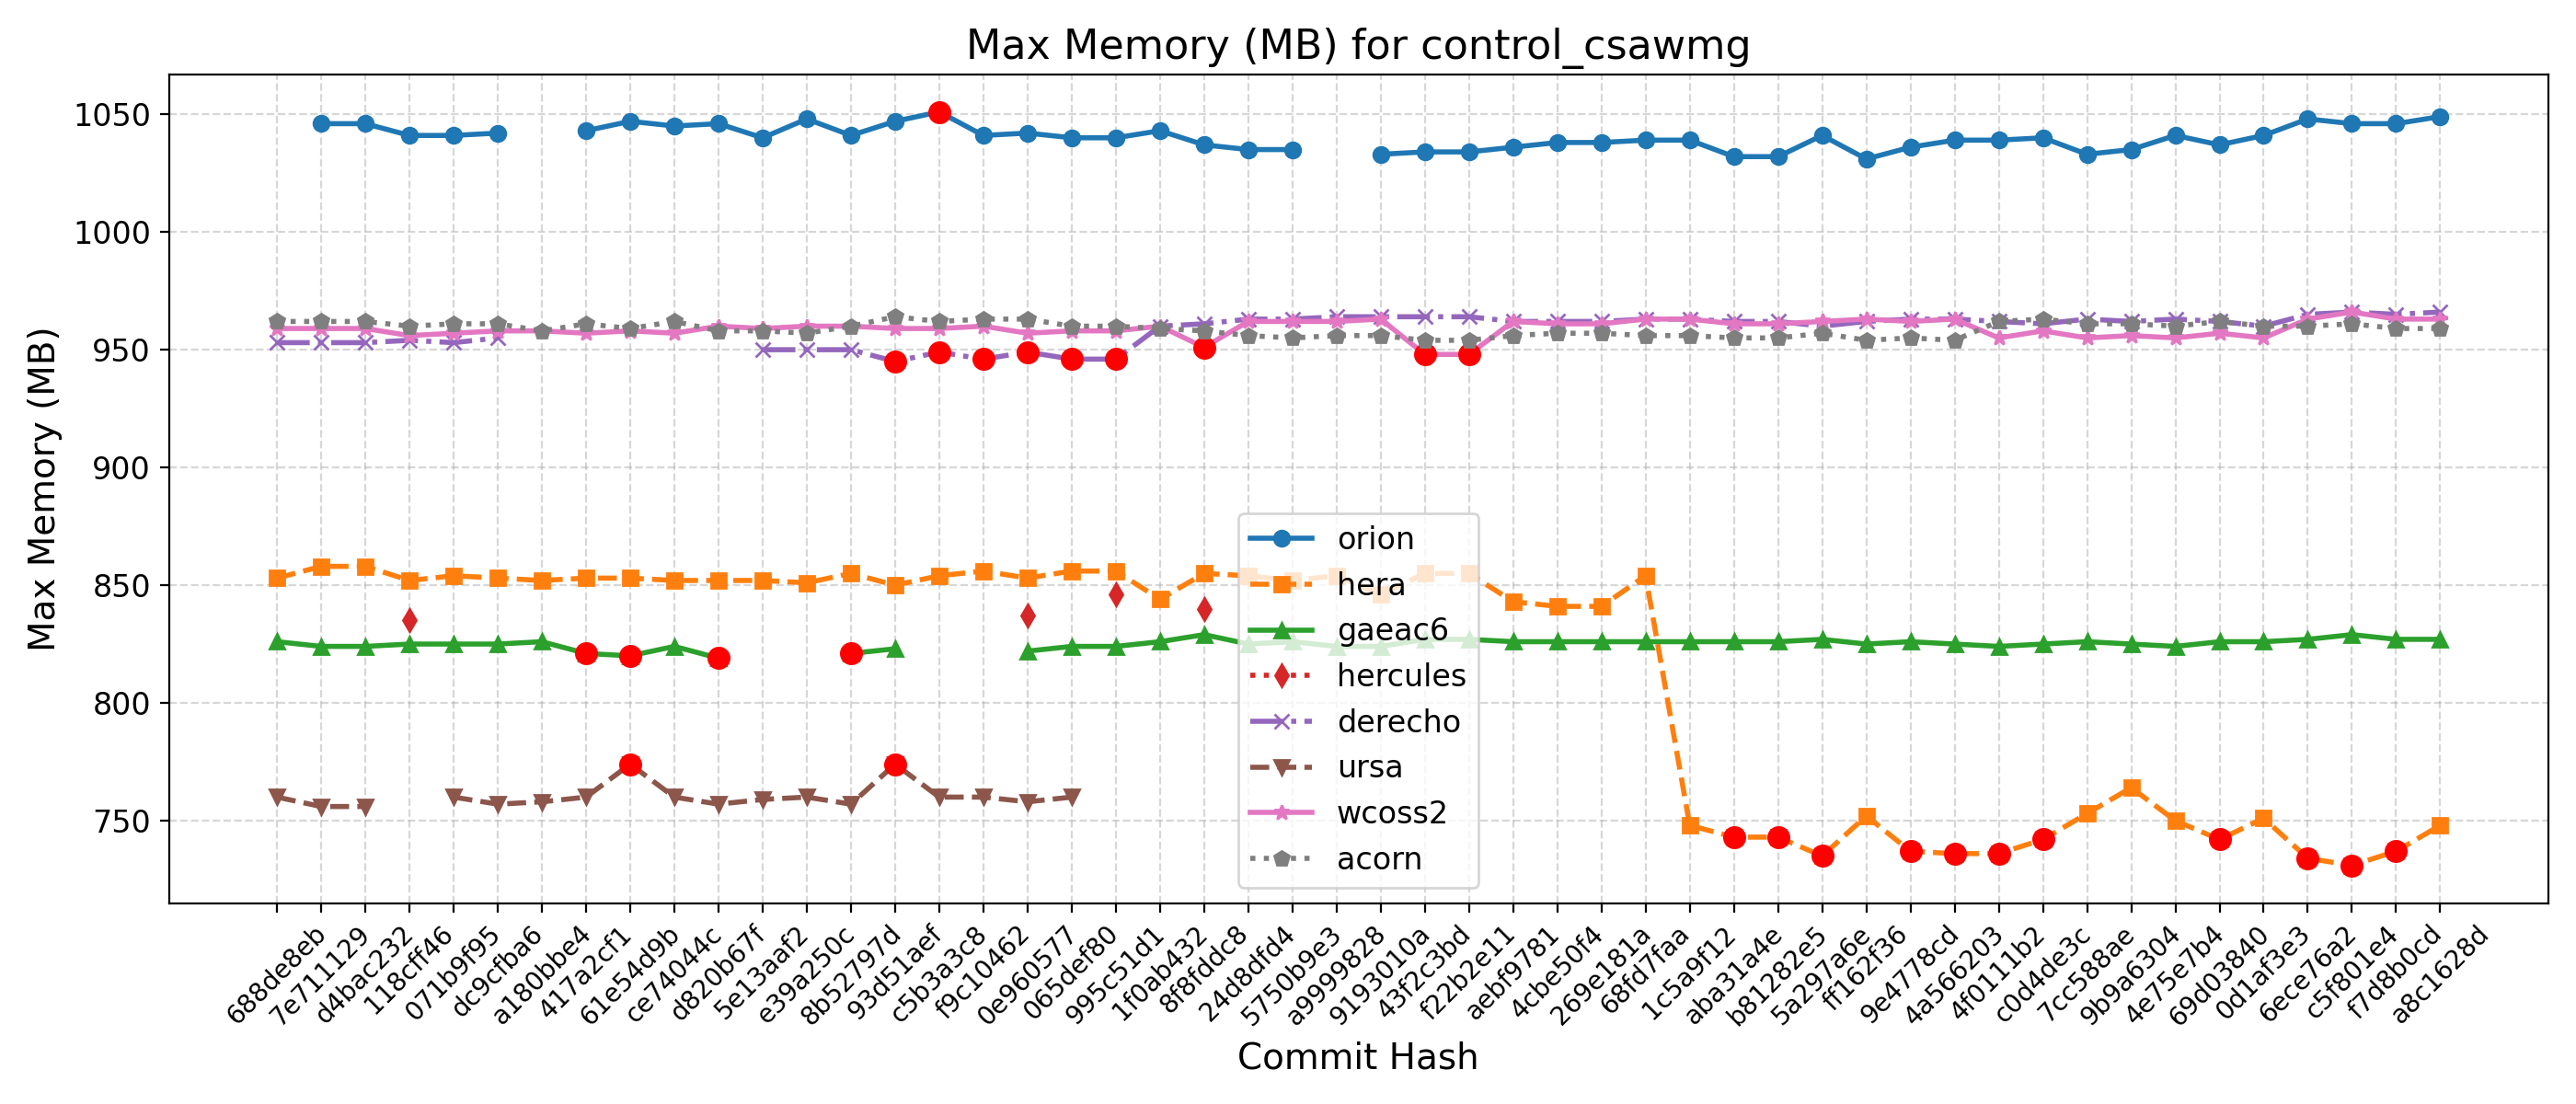 Max Memory (MB) for control_csawmg
Max Memory (MB)
1050
1000
950
900
850
800
750
orion
hera
gaeac6
hercules
derecho
ursa
wcoss2
acorn
688de8eb
7e711129
d4bac232
118cff46
071b9f95
dc9cfba6
a180bbe4
417a2cf1
61e54d9b
ce74044c
d820b67f
5e13aaf2
e39a250c
8b52797d
93d51aef
c5b3a3c8
f9c10462
0e960577
065def80
995c51d1
1f0ab432
8f8fddc8
24d8dfd4
5750b9e3
a9999828
9193010a
43f2c3bd
f22b2e11
aebf9781
4cbe50f4
269e181a
68fd7faa
1c5a9f12
aba31a4e
b81282e5
5a297a6e
ff162f36
9e4778cd
4a566203
4f0111b2
c0d4de3c
7cc588ae
9b9a6304
4e75e7b4
69d03840
0d1af3e3
6ece76a2
c5f801e4
f7d8b0cd
a8c1628d
Commit Hash